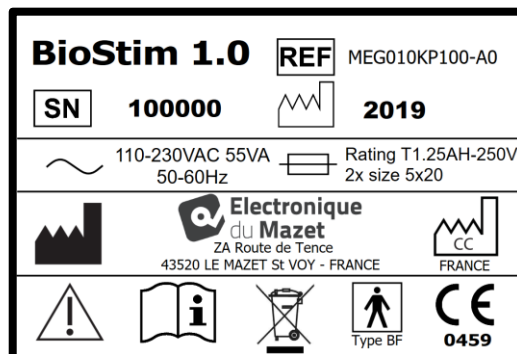 BioStim 1.0 REF MEG010KP100-A0
SN 100000 2019
110-230VAC 55VA
50-60Hz
Rating T1.25AH-250V
2x size 5x20
Electronique
du Mazet
ZA Route de Tence
43520 LE MAZET St VOY - FRANCE
CC
FRANCE
i
Type BF
CE
0459